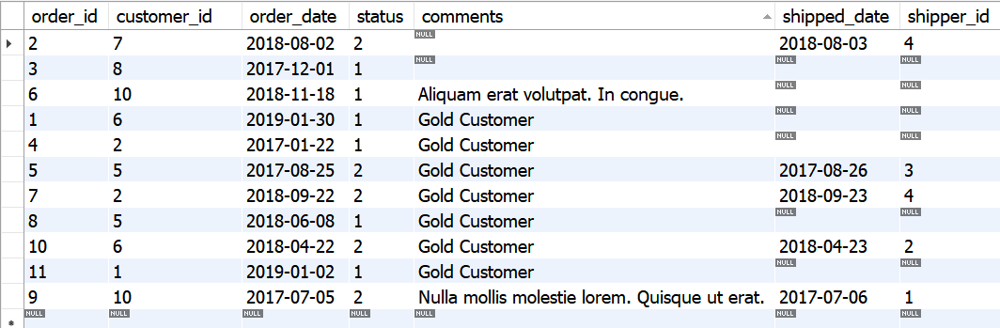 order_id customer_id order_date status comments shipped_date shipper_id
2 7 2018-08-02 2 NULL 2018-08-03 4
3 8 2017-12-01 1 NULL NULL NULL
6 10 2018-11-18 1 Aliquam erat volutpat. In congue. NULL NULL
1 6 2019-01-30 1 Gold Customer NULL NULL
4 2 2017-01-22 1 Gold Customer NULL NULL
5 5 2017-08-25 2 Gold Customer 2017-08-26 3
7 2 2018-09-22 2 Gold Customer 2018-09-23 4
8 5 2018-06-08 1 Gold Customer NULL NULL
10 6 2018-04-22 2 Gold Customer 2018-04-23 2
11 1 2019-01-02 1 Gold Customer NULL NULL
9 10 2017-07-05 2 Nulla mollis molestie lorem. Quisque ut erat. 2017-07-06 1
NULL NULL NULL NULL NULL NULL NULL